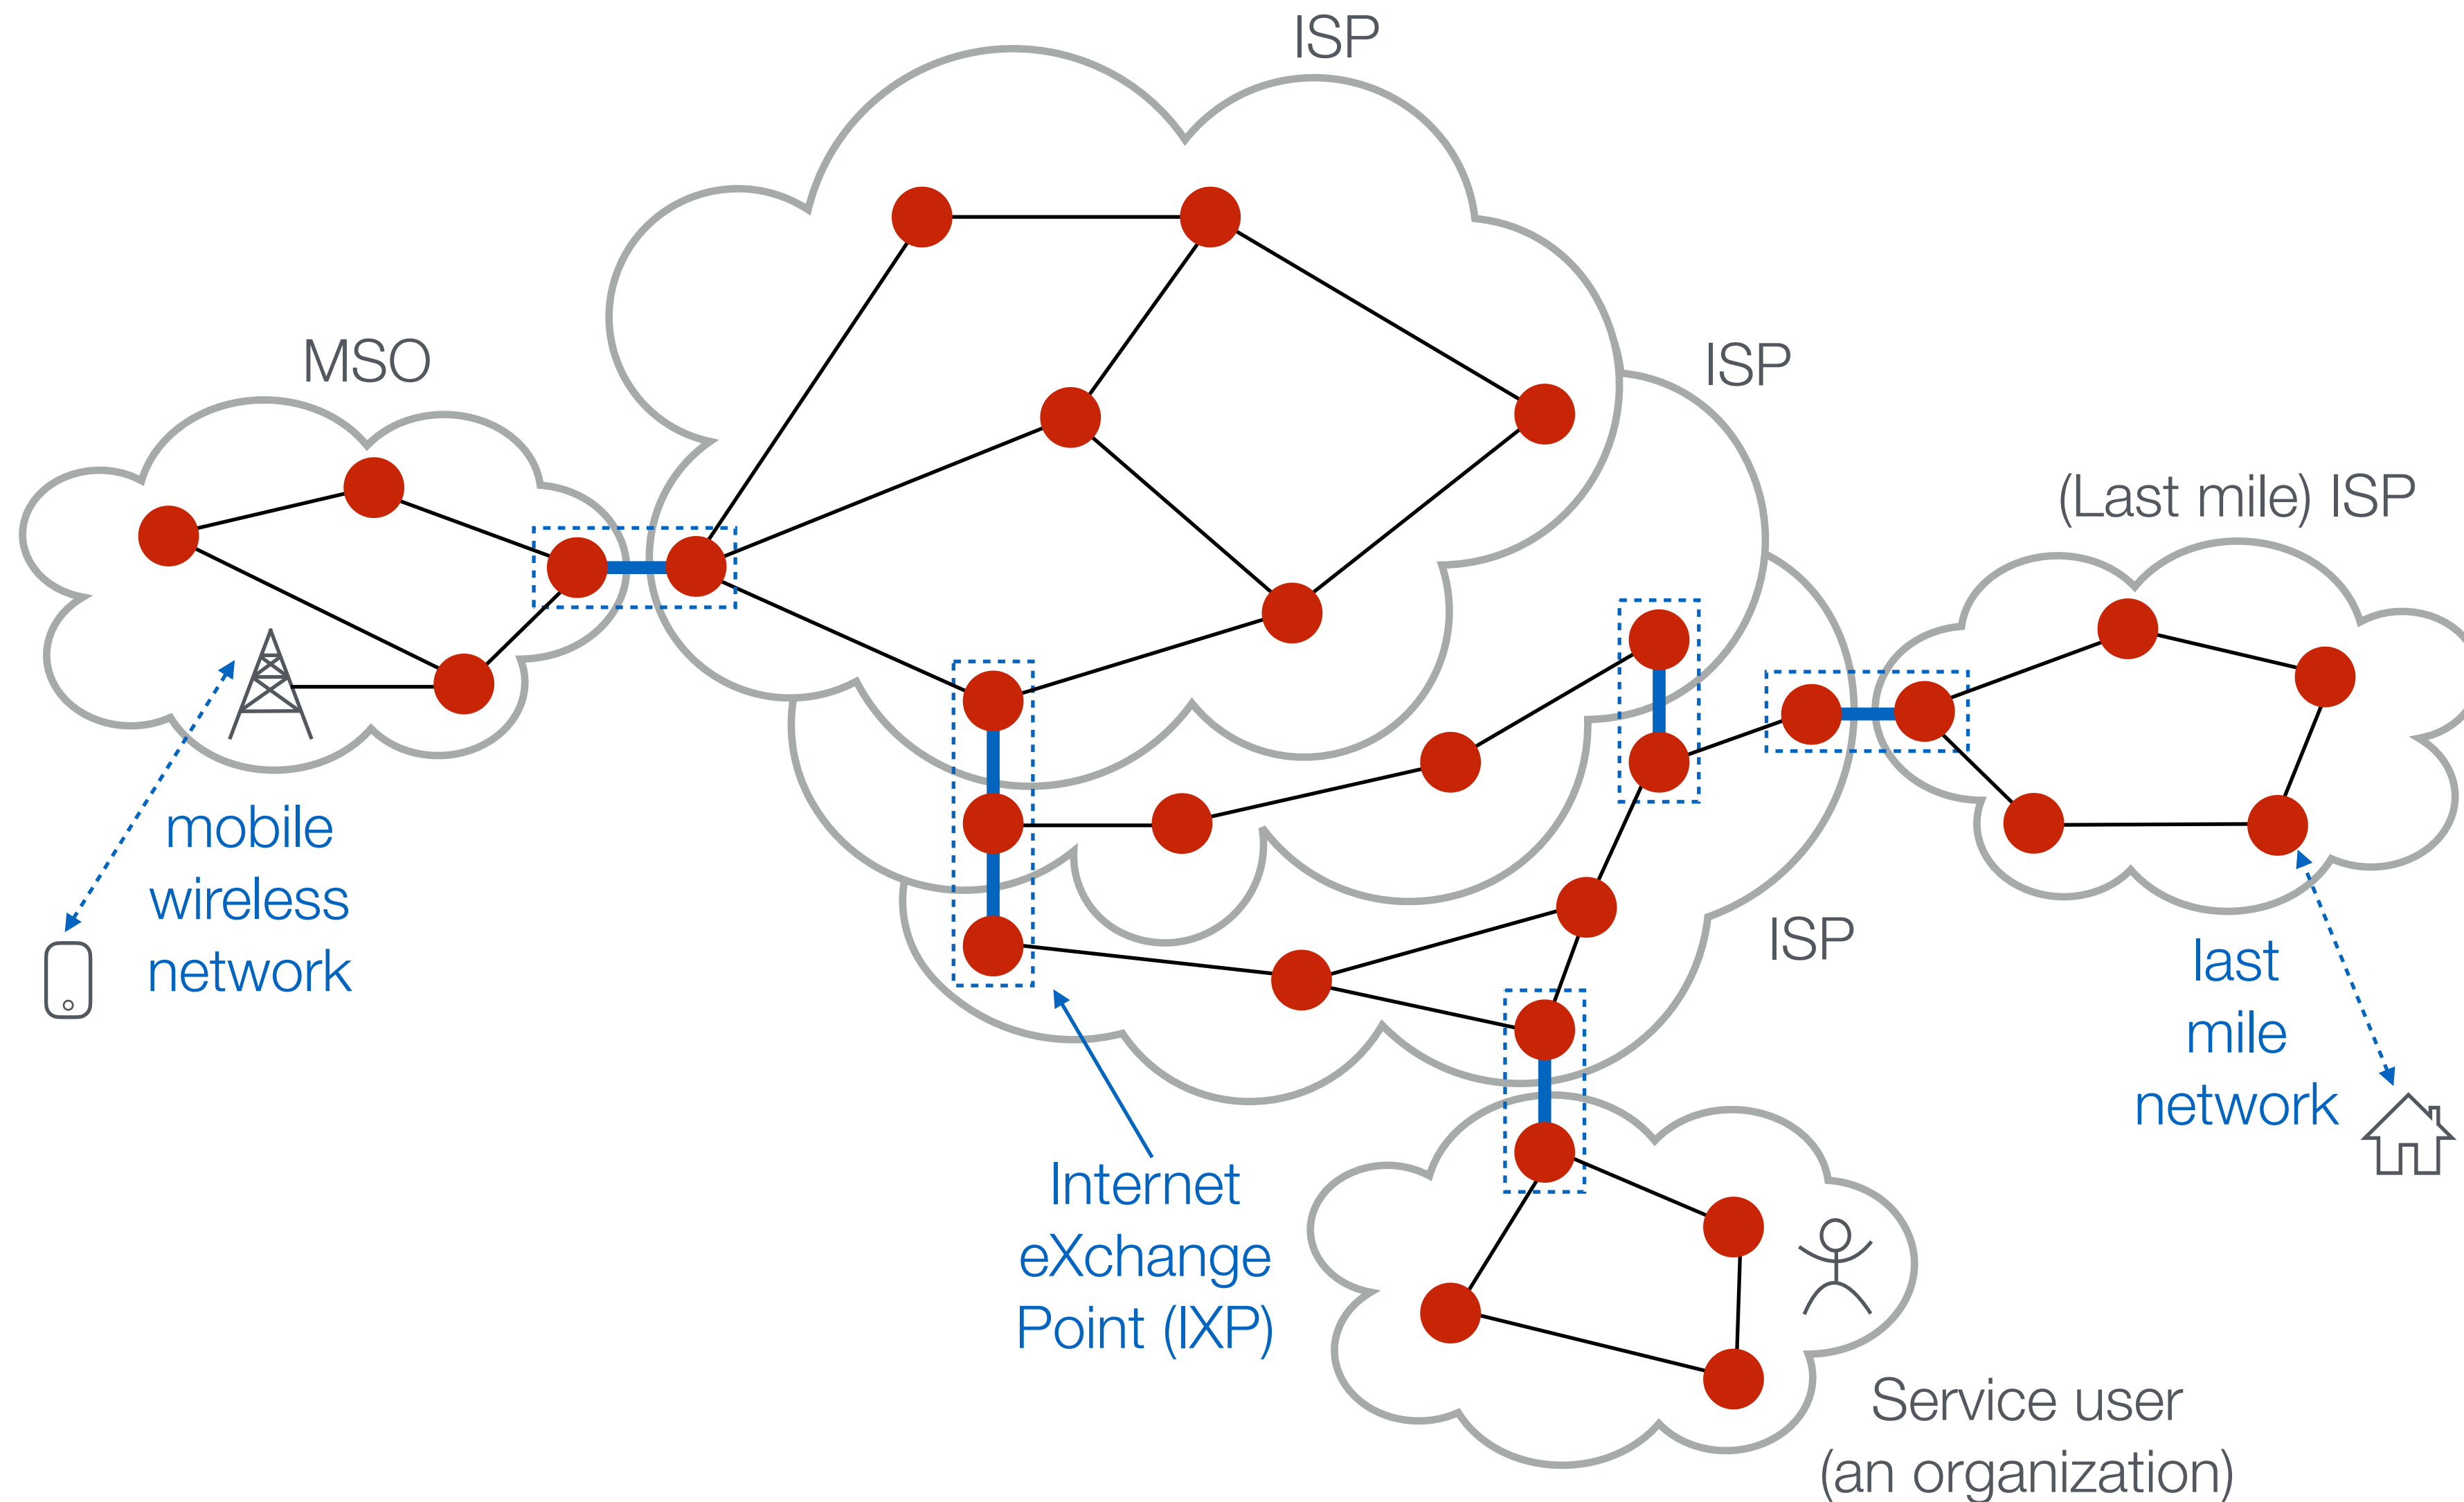 ISP
MSO
ISP
(Last mile) ISP
mobile
wireless
network
ISP
last
mile
network
Internet
eXchange
Point (IXP)
Service user
(an organization)